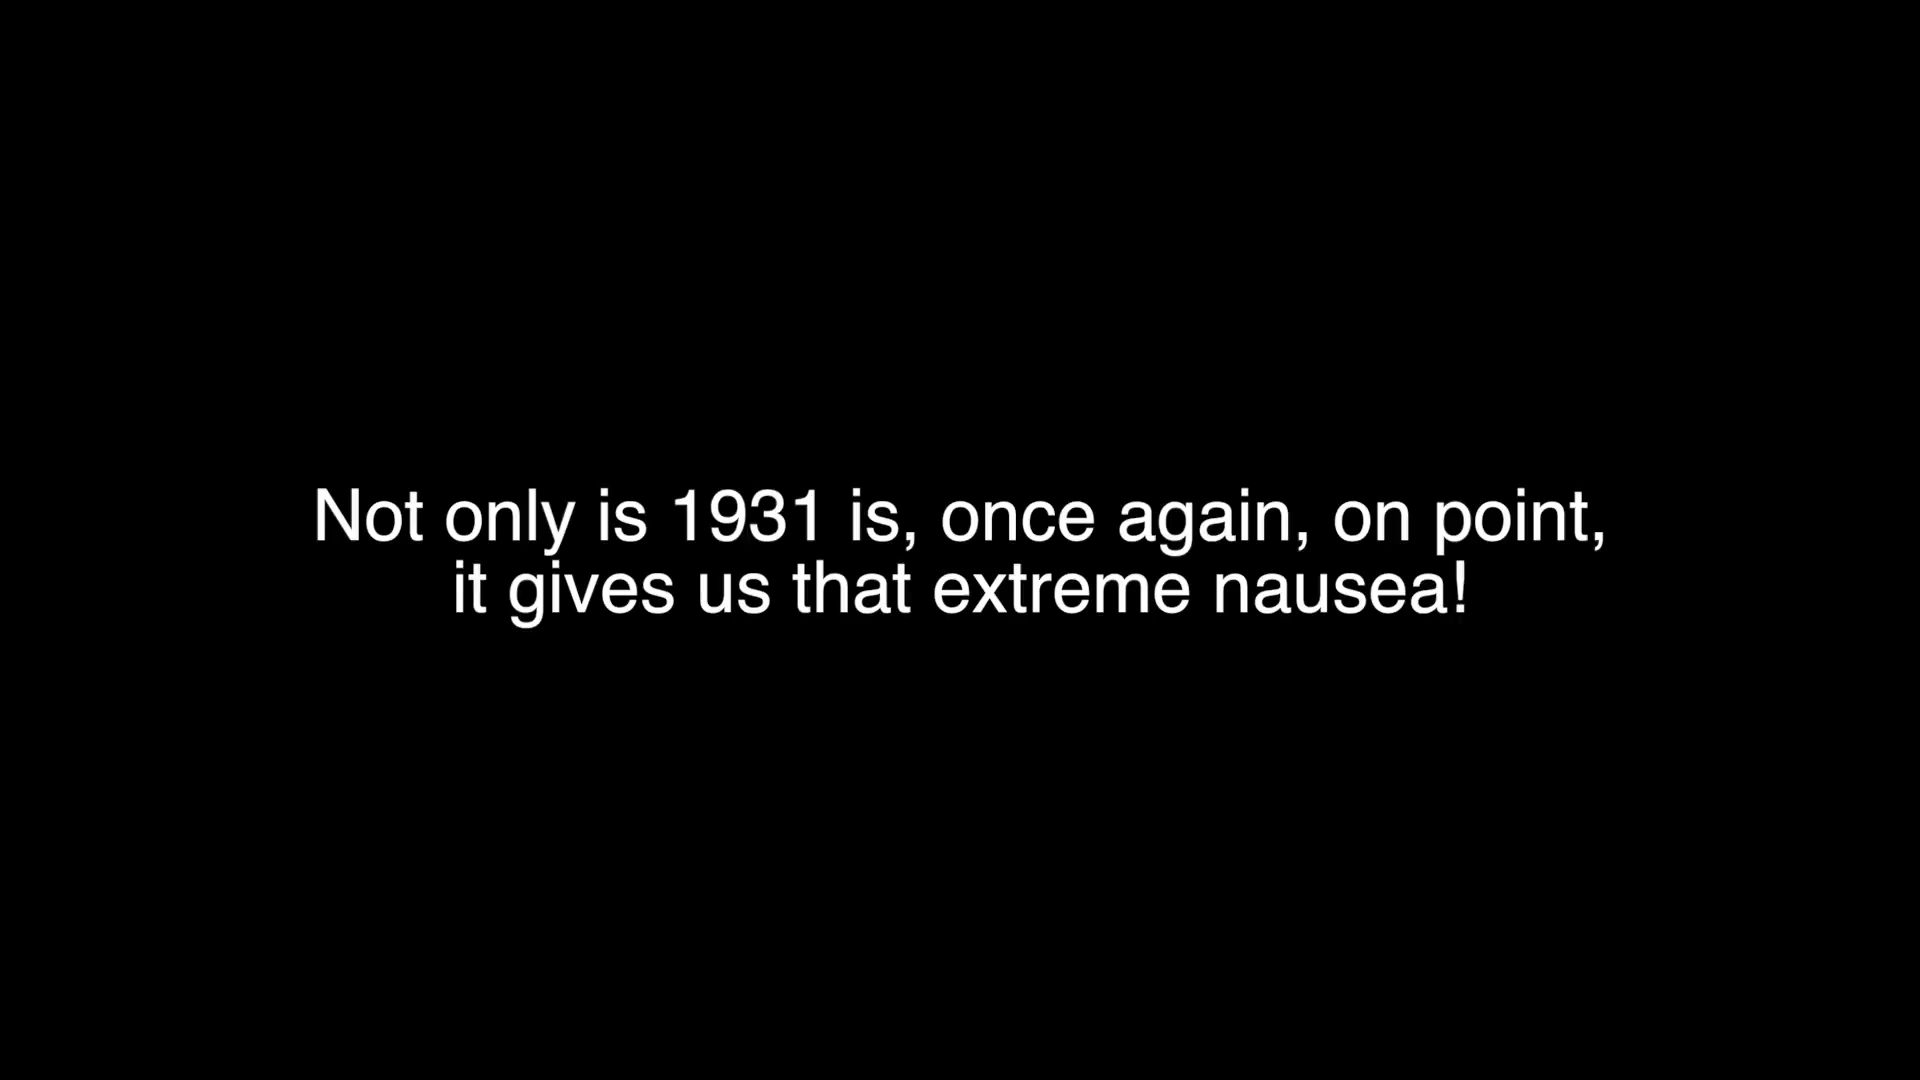 Not only is 1931 is, once again, on point,
it gives us that extreme nausea!